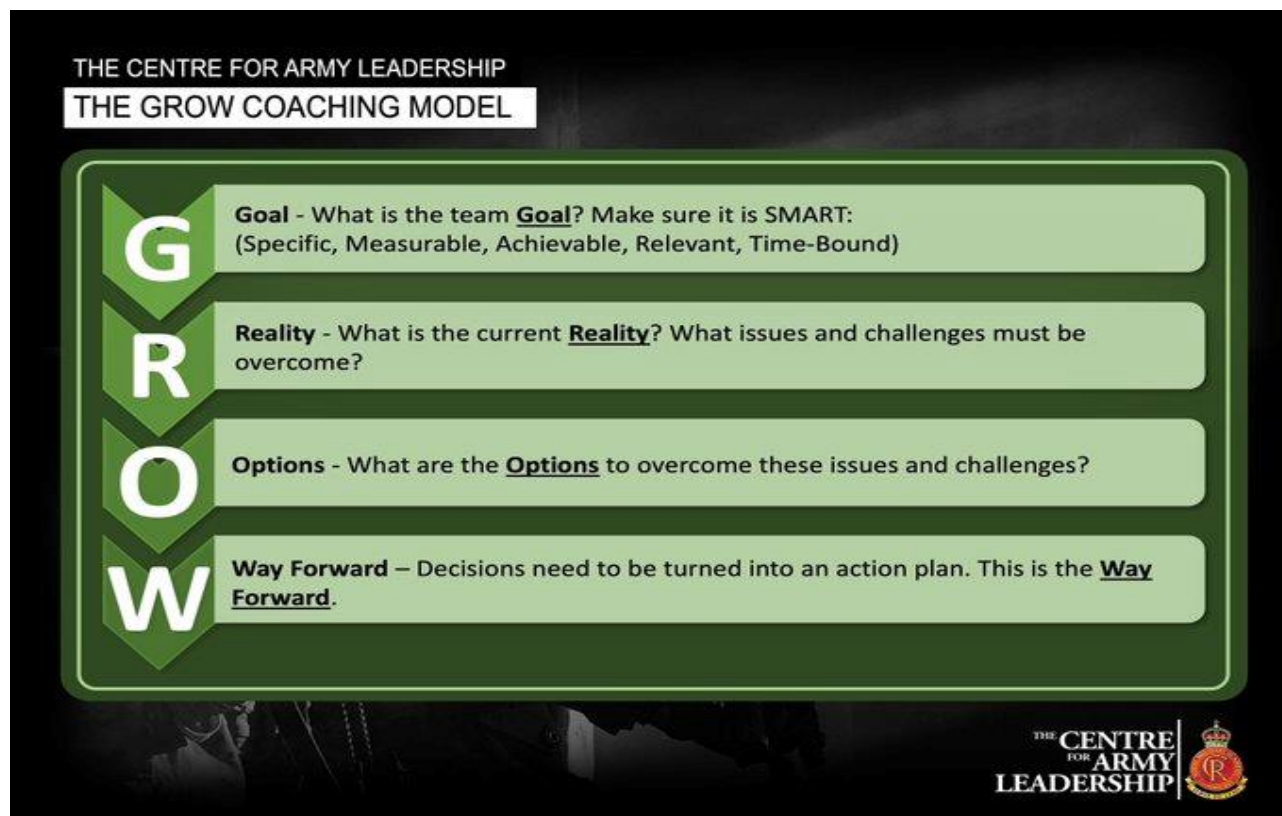 THE CENTRE FOR ARMY LEADERSHIP
THE GROW COACHING MODEL
G
Goal - What is the team Goal? Make sure it is SMART:
(Specific, Measurable, Achievable, Relevant, Time-Bound)
R
Reality - What is the current Reality? What issues and challenges must be
overcome?
O
Options - What are the Options to overcome these issues and challenges?
W
Way Forward – Decisions need to be turned into an action plan. This is the Way
Forward.
THE CENTRE
FOR ARMY
LEADERSHIP